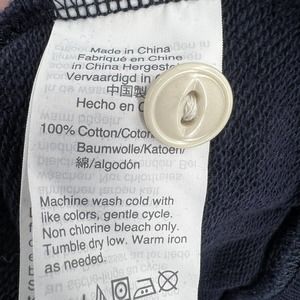 Made in China
Fabriqué en Chine
in China Hergestel
Vervaardigd in
中国製
Hecho en
100% Cotton/Coton
Baumwolle/Katoen/
綿/algodón
Machine wash cold with
like colors, gentle cycle.
Non chlorine bleach only.
Tumble dry low. Warm iron
as needed.